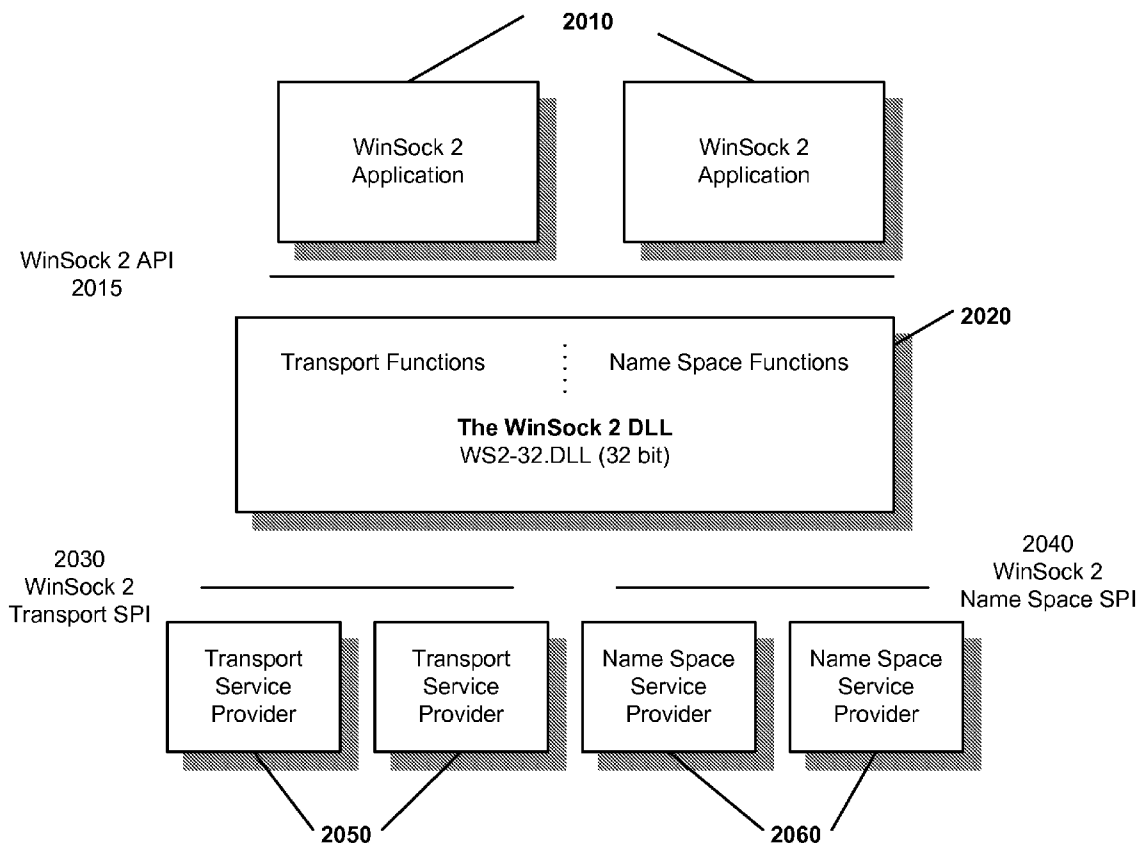 2010
WinSock 2
Application
WinSock 2
Application
WinSock 2 API
2015
2020
Transport Functions
Name Space Functions
The WinSock 2 DLL
WS2-32.DLL (32 bit)
2030
WinSock 2
Transport SPI
2040
WinSock 2
Name Space SPI
Transport
Service
Provider
Transport
Service
Provider
Name Space
Service
Provider
Name Space
Service
Provider
2050
2060